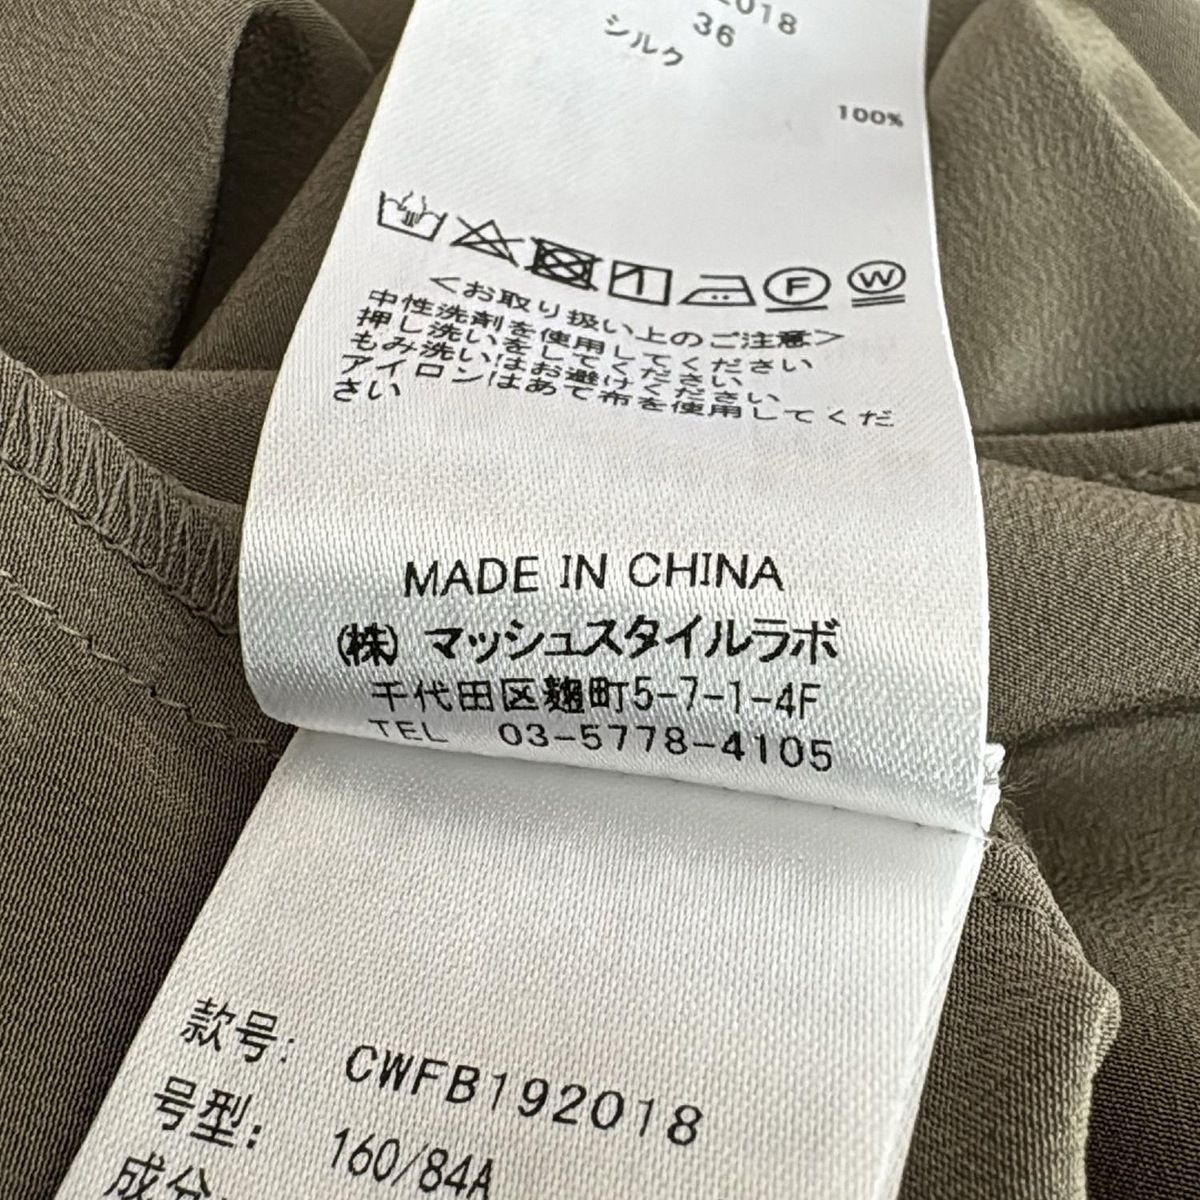 2018
36
シルク
100%
<お取り扱い上のご注意>
中性洗剤を使用してください
押し洗いをしてください
もみ洗いはお避けください
アイロンはあて布を使用してくだ
さい
MADE IN CHINA
(株) マッシュスタイルラボ
千代田区麹町5-7-1-4F
TEL 03-5778-4105
款号: CWFB192018
号型: 160/84A
成分